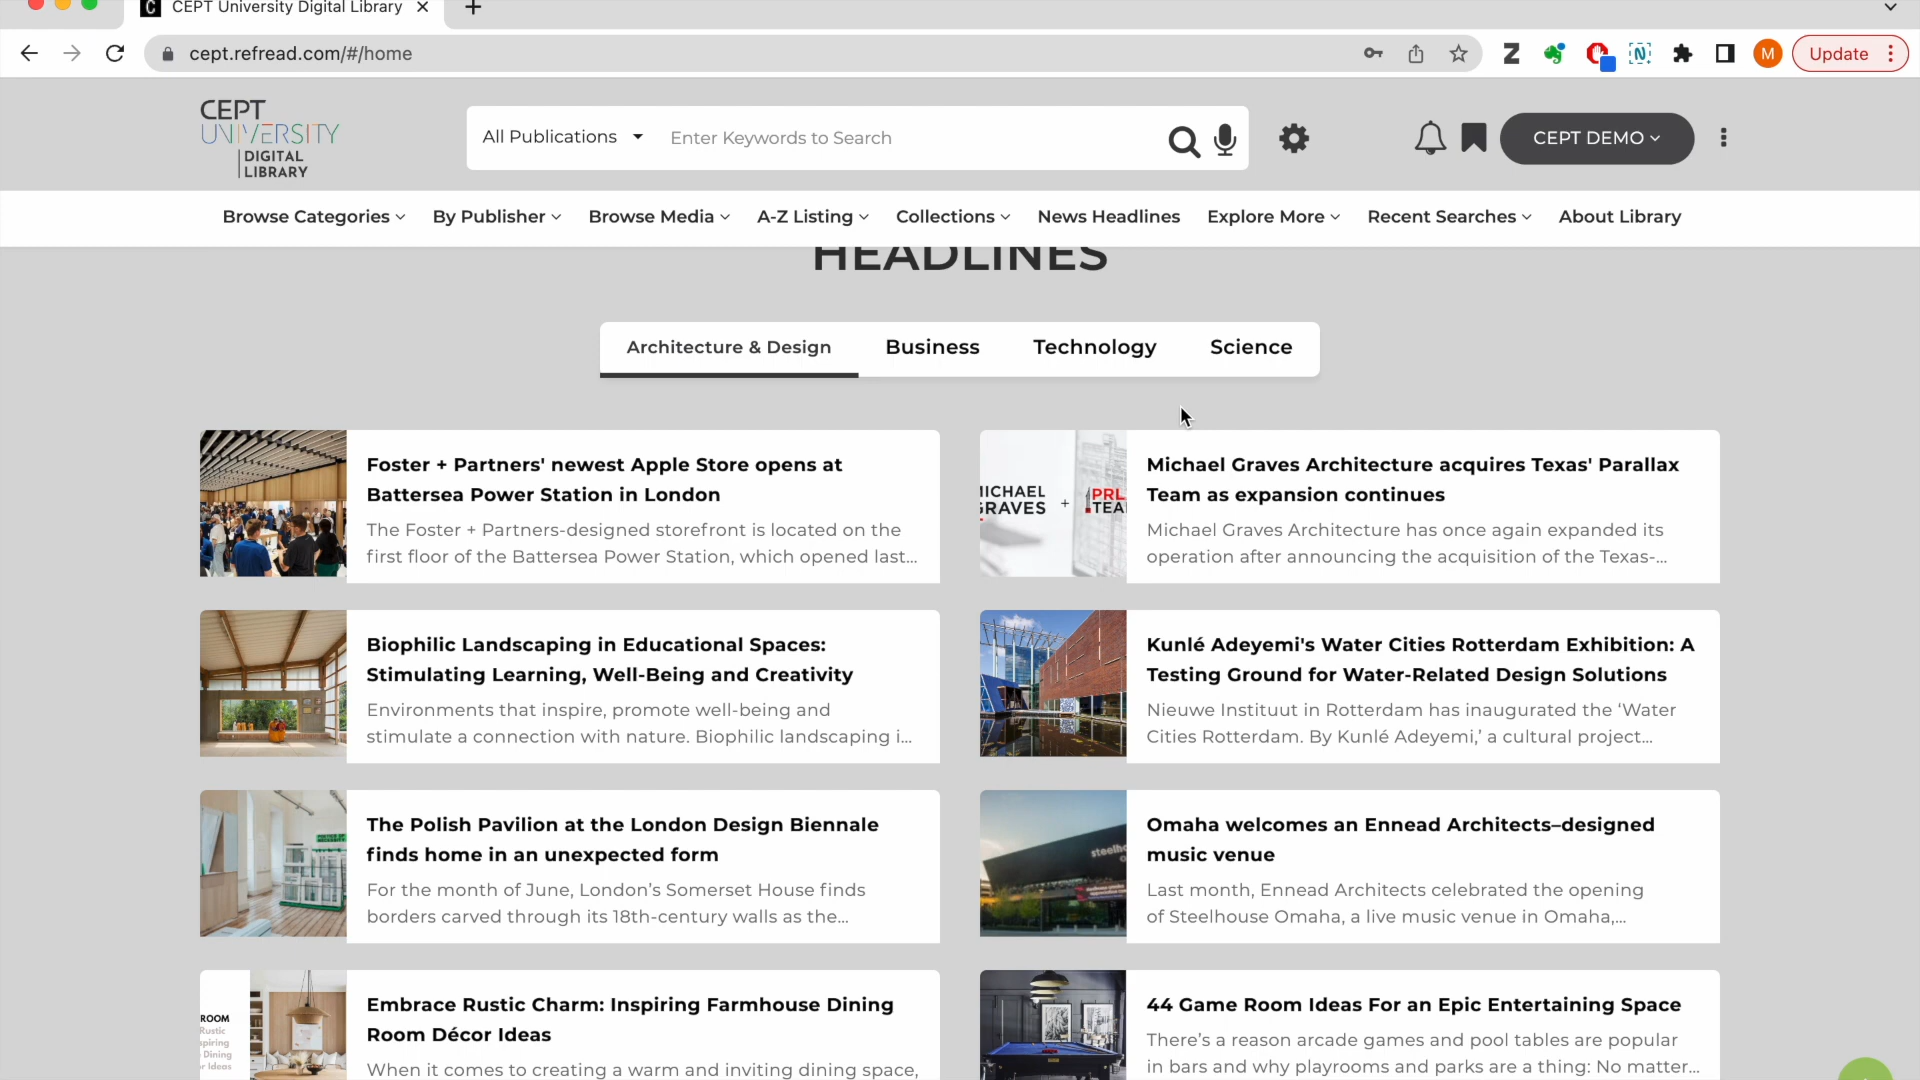 CEPT University Digital Library
cept.refread.com/#/home
M
Update
CEPT
UNIVERSITY
DIGITAL
LIBRARY
All Publications
Enter Keywords to Search
CEPT DEMO
Browse Categories
By Publisher
Browse Media
A-Z Listing
Collections
News Headlines
Explore More
Recent Searches
About Library
HEADLINES
Architecture & Design
Business
Technology
Science
Foster + Partners' newest Apple Store opens at
Battersea Power Station in London
The Foster + Partners-designed storefront is located on the
first floor of the Battersea Power Station, which opened last...
MICHAEL
GRAVES
+
PRL
TEA
Michael Graves Architecture acquires Texas' Parallax
Team as expansion continues
Michael Graves Architecture has once again expanded its
operation after announcing the acquisition of the Texas-...
Biophilic Landscaping in Educational Spaces:
Stimulating Learning, Well-Being and Creativity
Environments that inspire, promote well-being and
stimulate a connection with nature. Biophilic landscaping i...
Kunlé Adeyemi's Water Cities Rotterdam Exhibition: A
Testing Ground for Water-Related Design Solutions
Nieuwe Instituut in Rotterdam has inaugurated the ‘Water
Cities Rotterdam. By Kunlé Adeyemi,’ a cultural project...
The Polish Pavilion at the London Design Biennale
finds home in an unexpected form
For the month of June, London’s Somerset House finds
borders carved through its 18th-century walls as the...
Omaha welcomes an Ennead Architects–designed
music venue
Last month, Ennead Architects celebrated the opening
of Steelhouse Omaha, a live music venue in Omaha,...
ROOM
Rustic
spiring
Dining
r Ideas
Embrace Rustic Charm: Inspiring Farmhouse Dining
Room Décor Ideas
When it comes to creating a warm and inviting dining space,
44 Game Room Ideas For an Epic Entertaining Space
There’s a reason arcade games and pool tables are popular
in bars and why playrooms and parks are a thing: No matter...